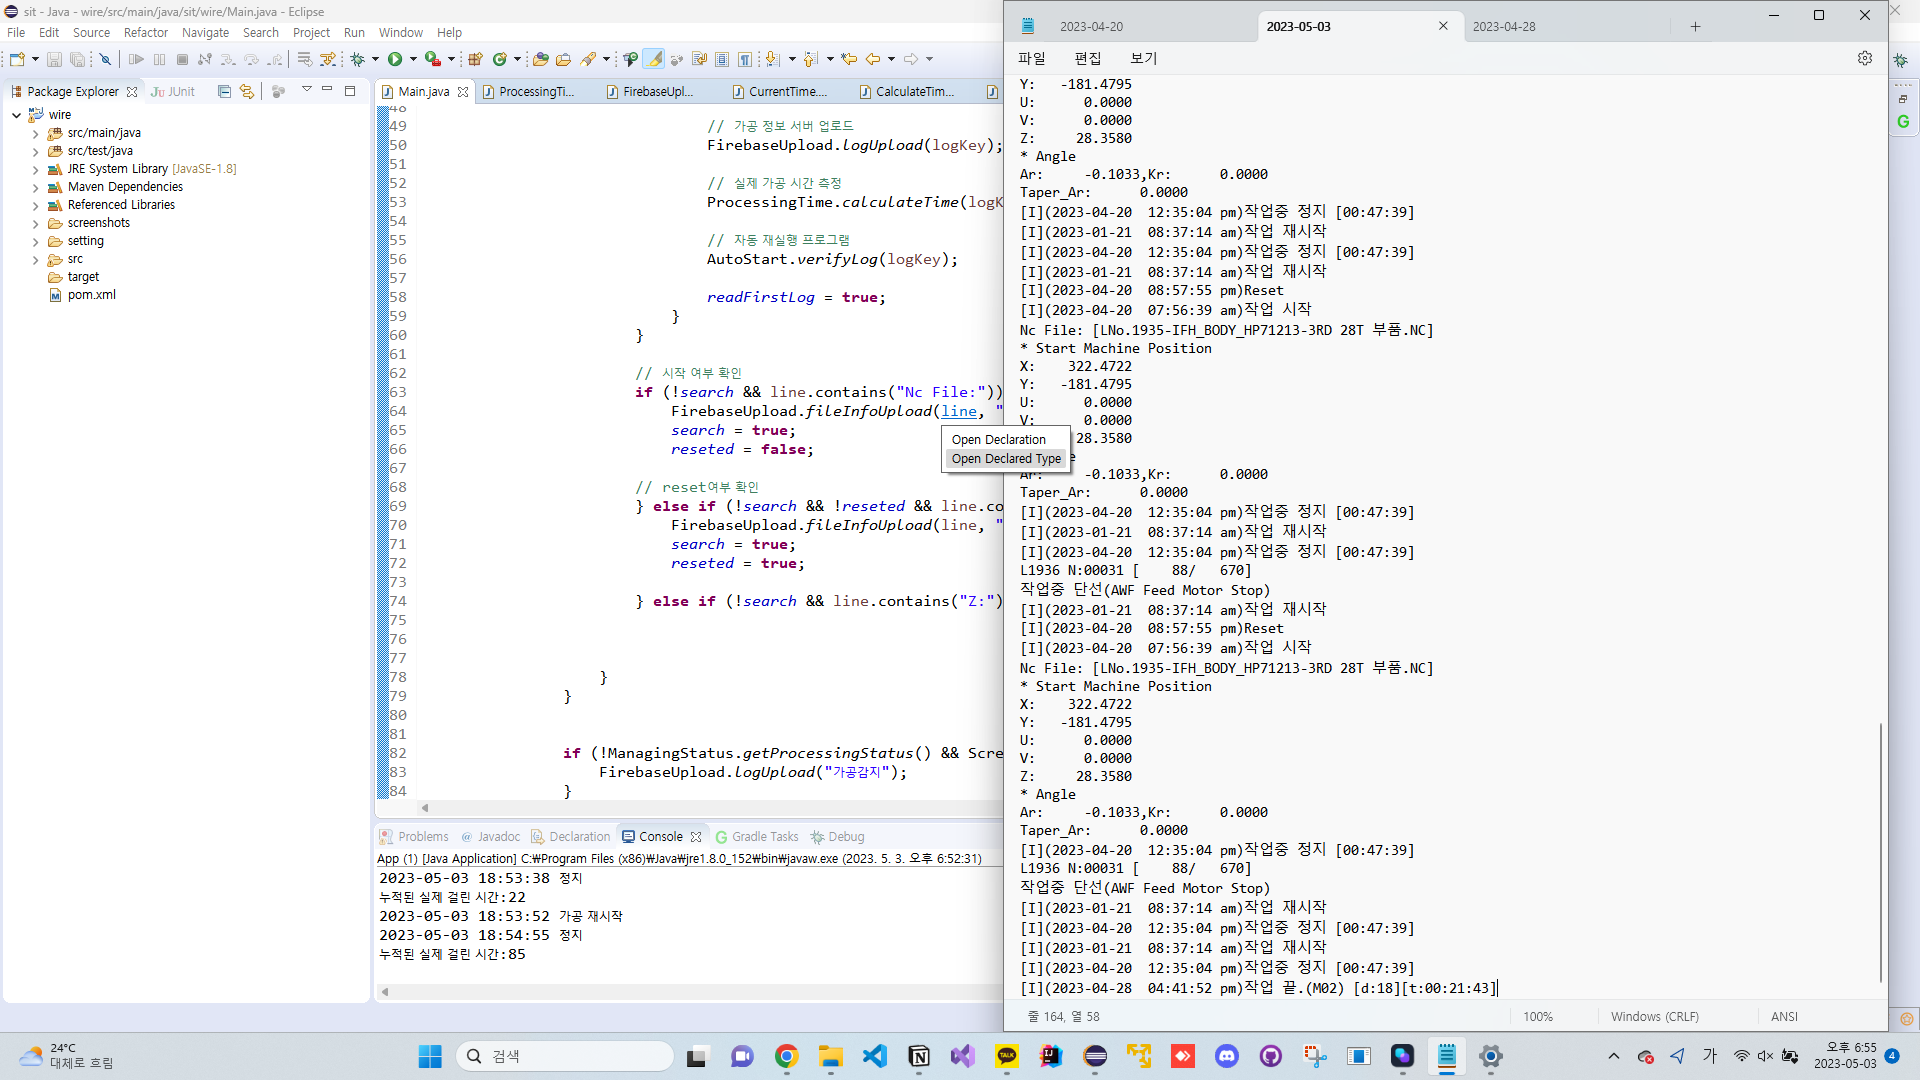 sit - Java - wire/src/main/java/sit/wire/Main.java - Eclipse
File Edit Source Refactor Navigate Search Project Run Window Help
Package Explorer
JUnit
wire
src/main/java
src/test/java
JRE System Library [JavaSE-1.8]
Maven Dependencies
Referenced Libraries
screenshots
setting
src
target
pom.xml
Main.java ProcessingTi... FirebaseUpl... CurrentTime.... CalculateTim...
48
49 // 가공 정보 서버 업로드
50 FirebaseUpload.logUpload(logKey);
51
52 // 실제 가공 시간 측정
53 ProcessingTime.calculateTime(logK
54
55 // 자동 재실행 프로그램
56 AutoStart.verifyLog(logKey);
57
58 readFirstLog = true;
59 }
60 }
61
62 // 시작 여부 확인
63 if (!search && line.contains("Nc File:"))
64 FirebaseUpload.fileInfoUpload(line, "
65 search = true;
66 reseted = false;
67
68 // reset여부 확인
69 } else if (!search && !reseted && line.co
70 FirebaseUpload.fileInfoUpload(line, "
71 search = true;
72 reseted = true;
73
74 } else if (!search && line.contains("Z:")
75
76
77
78 }
79 }
80
81
82 if (!ManagingStatus.getProcessingStatus() && Scre
83 FirebaseUpload.logUpload("가공감지");
84 }
Open Declaration
Open Declared Type
Problems @ Javadoc Declaration Console Gradle Tasks Debug
App (1) [Java Application] C:₩Program Files (x86)₩Java₩jre1.8.0_152₩bin₩javaw.exe (2023. 5. 3. 오후 6:52:31)
2023-05-03 18:53:38 정지
누적된 실제 걸린 시간:22
2023-05-03 18:53:52 가공 재시작
2023-05-03 18:54:55 정지
누적된 실제 걸린 시간:85
2023-04-20 2023-05-03 2023-04-28
파일 편집 보기
Y: -181.4795
U: 0.0000
V: 0.0000
Z: 28.3580
* Angle
Ar: -0.1033,Kr: 0.0000
Taper_Ar: 0.0000
[I](2023-04-20 12:35:04 pm)작업중 정지 [00:47:39]
[I](2023-01-21 08:37:14 am)작업 재시작
[I](2023-04-20 12:35:04 pm)작업중 정지 [00:47:39]
[I](2023-01-21 08:37:14 am)작업 재시작
[I](2023-04-20 08:57:55 pm)Reset
[I](2023-04-20 07:56:39 am)작업 시작
Nc File: [LNo.1935-IFH_BODY_HP71213-3RD 28T 부품.NC]
* Start Machine Position
X: 322.4722
Y: -181.4795
U: 0.0000
V: 0.0000
28.3580
e
Ar: -0.1033,Kr: 0.0000
Taper_Ar: 0.0000
[I](2023-04-20 12:35:04 pm)작업중 정지 [00:47:39]
[I](2023-01-21 08:37:14 am)작업 재시작
[I](2023-04-20 12:35:04 pm)작업중 정지 [00:47:39]
L1936 N:00031 [ 88/ 670]
작업중 단선(AWF Feed Motor Stop)
[I](2023-01-21 08:37:14 am)작업 재시작
[I](2023-04-20 08:57:55 pm)Reset
[I](2023-04-20 07:56:39 am)작업 시작
Nc File: [LNo.1935-IFH_BODY_HP71213-3RD 28T 부품.NC]
* Start Machine Position
X: 322.4722
Y: -181.4795
U: 0.0000
V: 0.0000
Z: 28.3580
* Angle
Ar: -0.1033,Kr: 0.0000
Taper_Ar: 0.0000
[I](2023-04-20 12:35:04 pm)작업중 정지 [00:47:39]
L1936 N:00031 [ 88/ 670]
작업중 단선(AWF Feed Motor Stop)
[I](2023-01-21 08:37:14 am)작업 재시작
[I](2023-04-20 12:35:04 pm)작업중 정지 [00:47:39]
[I](2023-01-21 08:37:14 am)작업 재시작
[I](2023-04-20 12:35:04 pm)작업중 정지 [00:47:39]
[I](2023-04-28 04:41:52 pm)작업 끝.(M02) [d:18][t:00:21:43]
줄 164, 열 58 100% Windows (CRLF) ANSI
24°C
대체로 흐림
검색
TALK
가
오후 6:55
2023-05-03
4